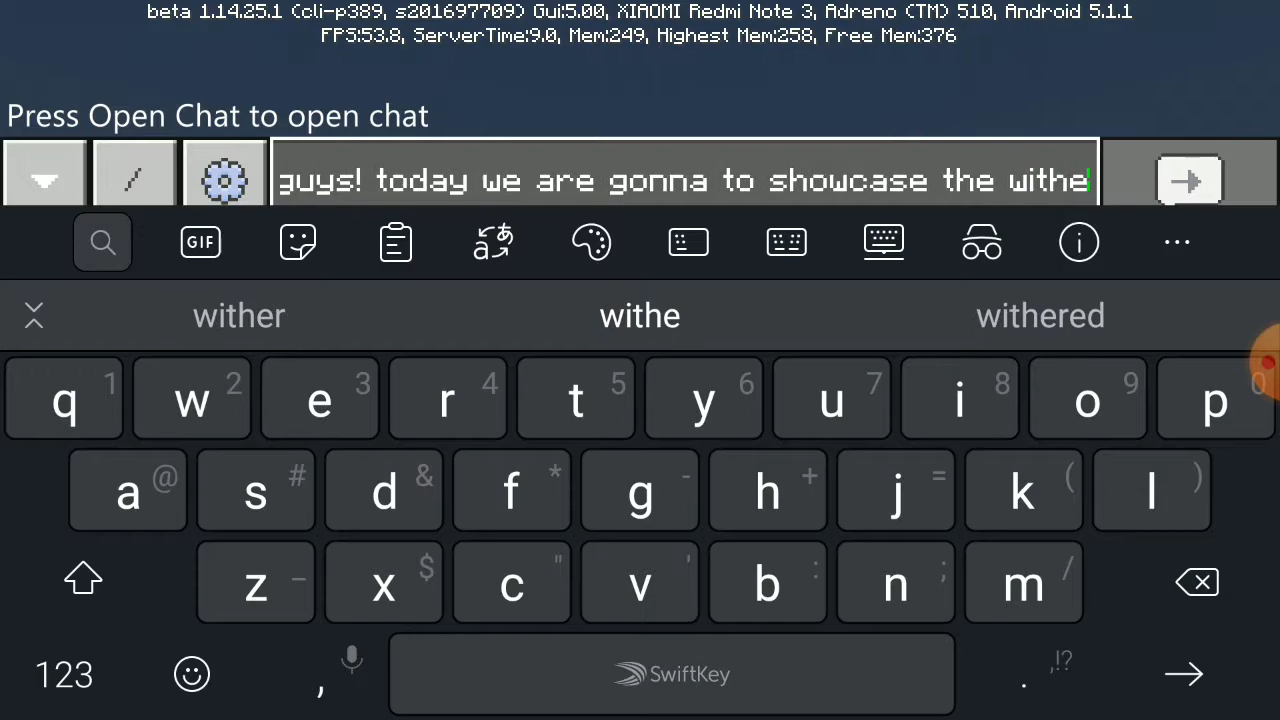 beta 1.14.25.1 (cli-p389, s201697709) Gui:5.00, XIAOMI Redmi Note 3, Adreno (TM) 510, Android 5.1.1
FPS:53.8, ServerTime:9.0, Mem:249, Highest Mem:258, Free Mem:376
Press Open Chat to open chat
/ guys! today we are gonna to showcase the withe
GIF aあ
wither withe withered
q 1 w 2 e 3 r 4 t 5 y 6 u 7 i 8 o 9 p 0
a @ s # d & f * g - h + j = k ( l )
z _ x $ c " v ' b : n ; m /
123 , SwiftKey . ,!?